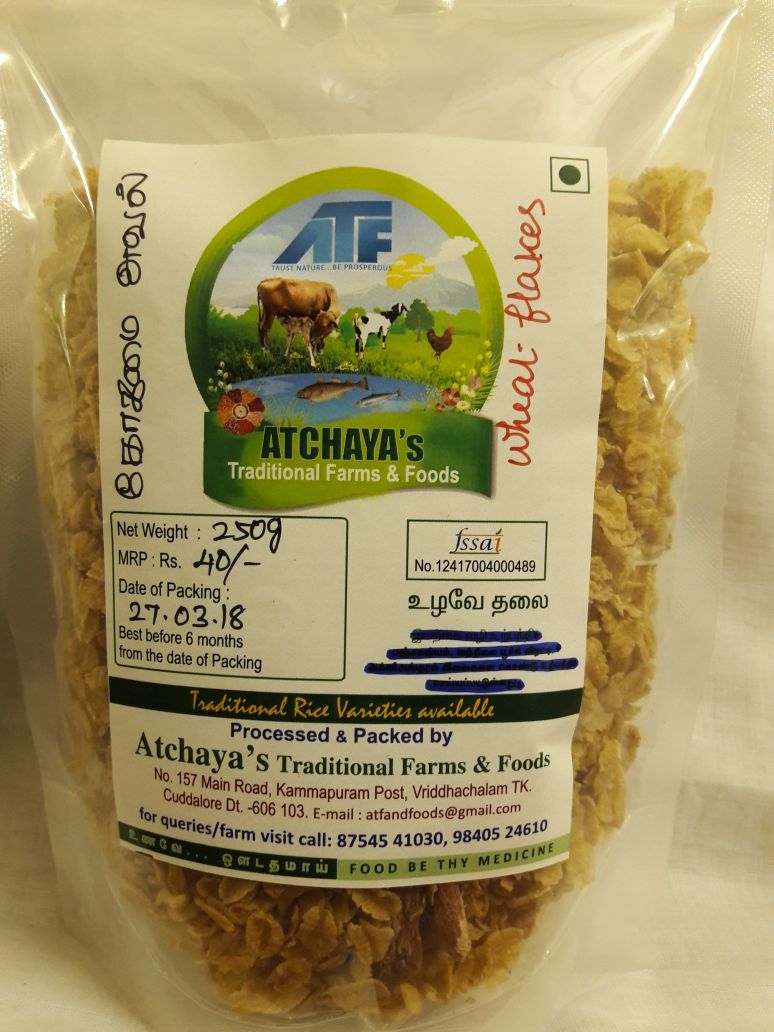 கோதுமை அவல்
Wheat-flakes
ATF
TRUST NATURE...BE PROSPEROUS
ATCHAYA's
Traditional Farms & Foods
Net Weight : 250g
MRP : Rs. 40/-
Date of Packing :
27.03.18
Best before 6 months
from the date of Packing
fssai
No.12417004000489
உழவே தலை
Traditional Rice Varieties available
Processed & Packed by
Atchaya's Traditional Farms & Foods
No. 157 Main Road, Kammapuram Post, Vriddhachalam TK.
Cuddalore Dt. -606 103. E-mail : atfandfoods@gmail.com
for queries/farm visit call: 87545 41030, 98405 24610
உணவே... ஔடதமாய் FOOD BE THY MEDICINE